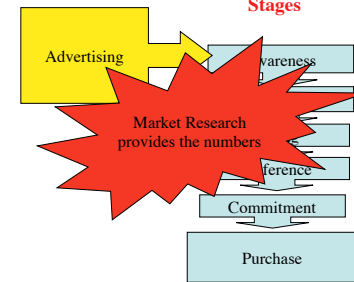 Stages
Advertising
wareness
Market Research
provides the numbers
ference
Commitment
Purchase